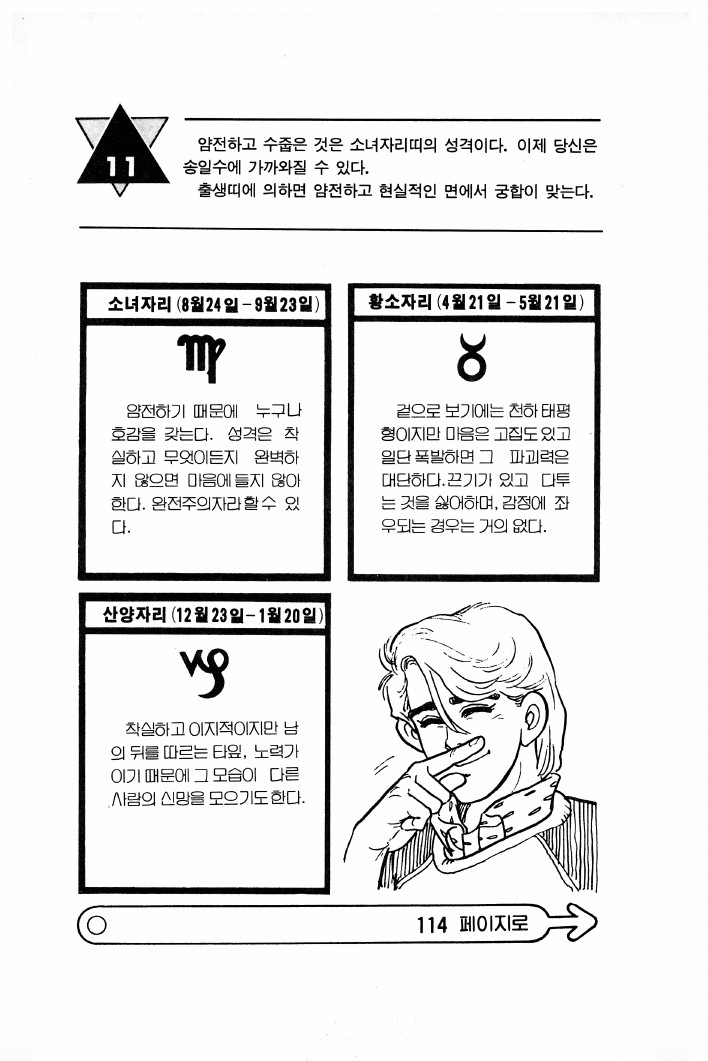 11
얌전하고 수줍은 것은 소녀자리띠의 성격이다. 이제 당신은
송일수에 가까와질 수 있다.
출생띠에 의하면 얌전하고 현실적인 면에서 궁합이 맞는다.
소녀자리(8월24일-9월23일)
얌전하기 때문에 누구나
호감을 갖는다. 성격은 착
실하고 무엇이든지 완벽하
지 않으면 마음에 들지 않아
한다. 완전주의자라 할 수 있
다.
황소자리(4월21일-5월21일)
겉으로 보기에는 천하 태평
형이지만 마음은 고집도 있고
일단 폭발하면 그 파괴력은
대단하다. 끈기가 있고 다투
는 것을 싫어하며, 감정에 좌
우되는 경우는 거의 없다.
산양자리(12월23일-1월20일)
착실하고 이지적이지만 남
의 뒤를 따르는 타잎, 노력가
이기 때문에 그 모습이 다른
사람의 신망을 모으기도 한다.
114 페이지로